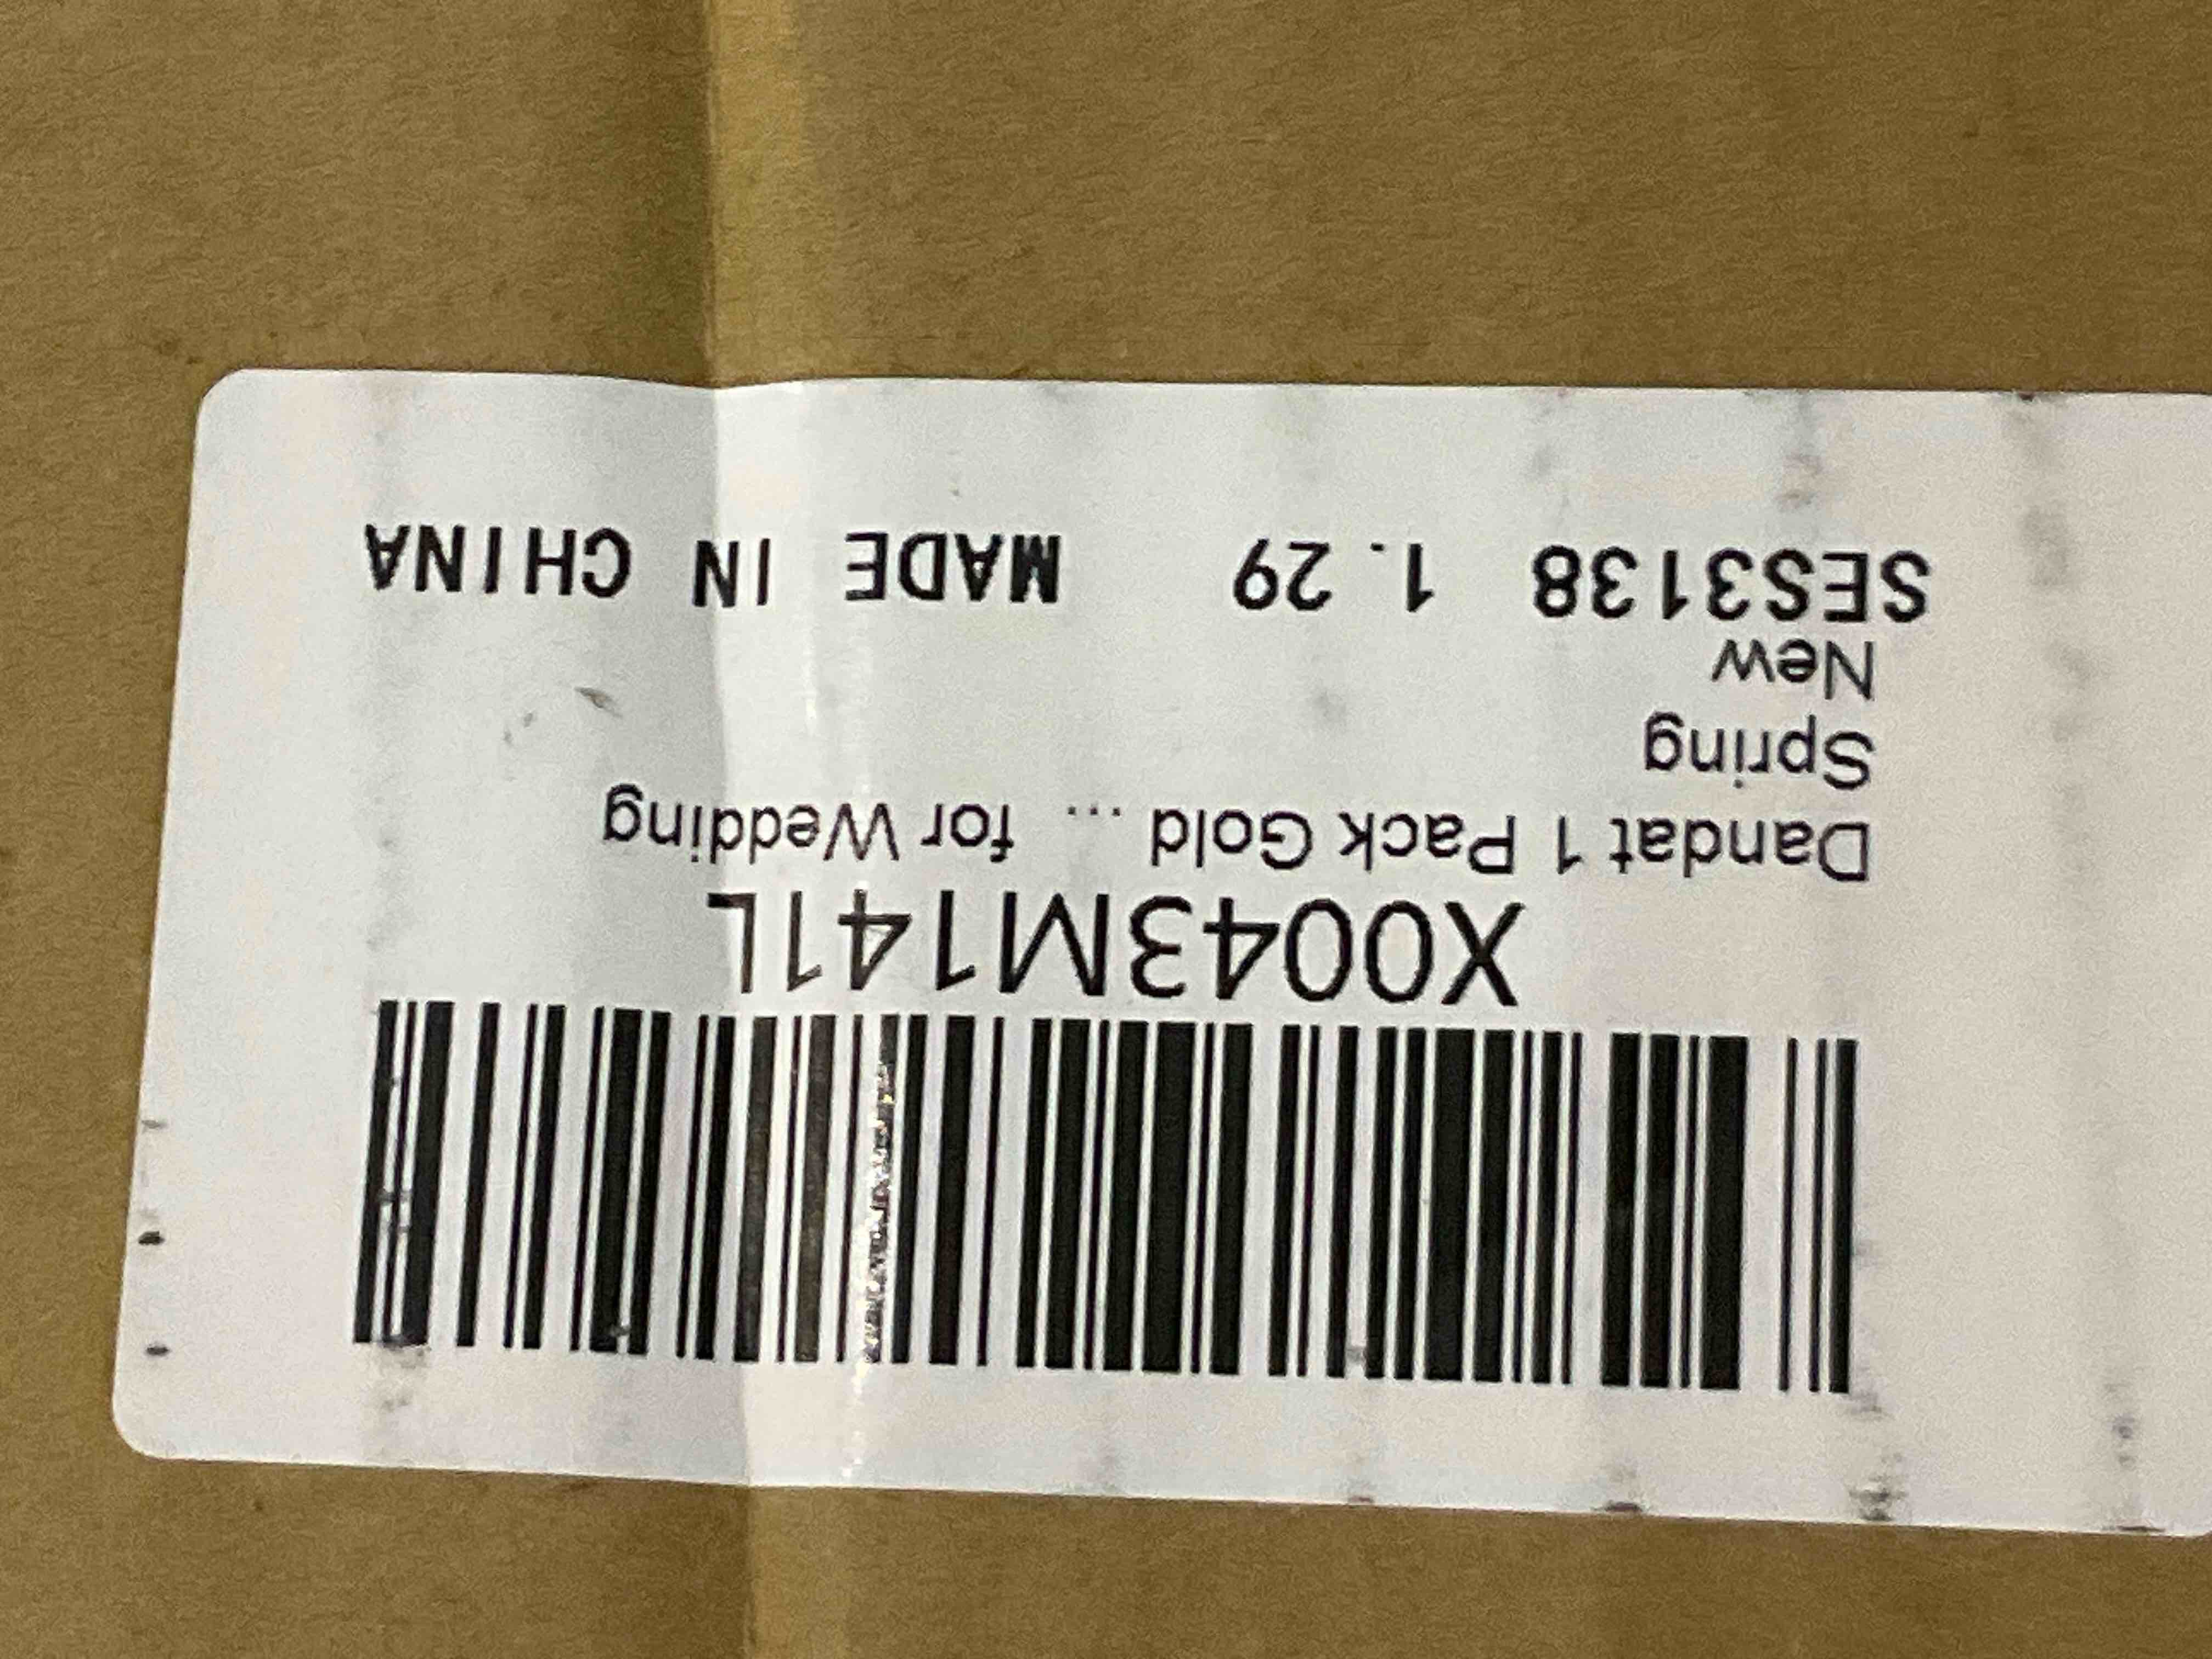 X0043M141L
Dandat 1 Pack Gold ... for Wedding
Spring
New
SES3138 1.29 MADE IN CHINA